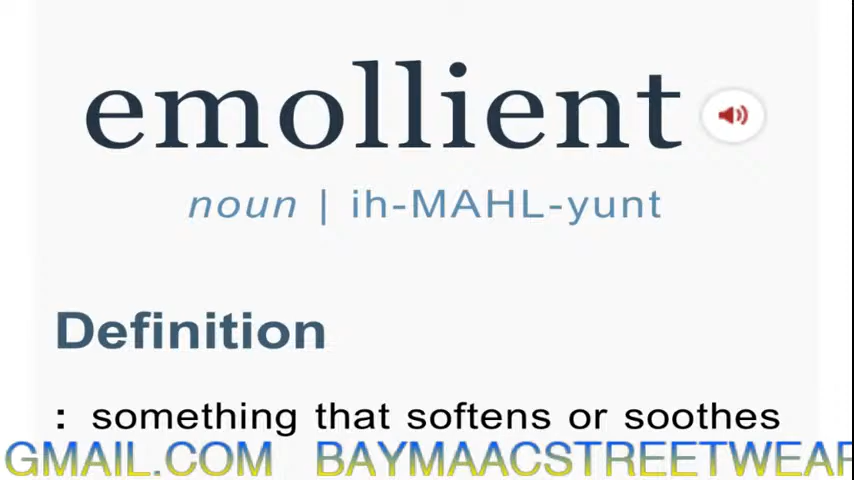 emollient
noun | ih-MAHL-yunt
Definition
: something that softens or soothes
GMAIL.COM BAYMAACSTREETWEAR